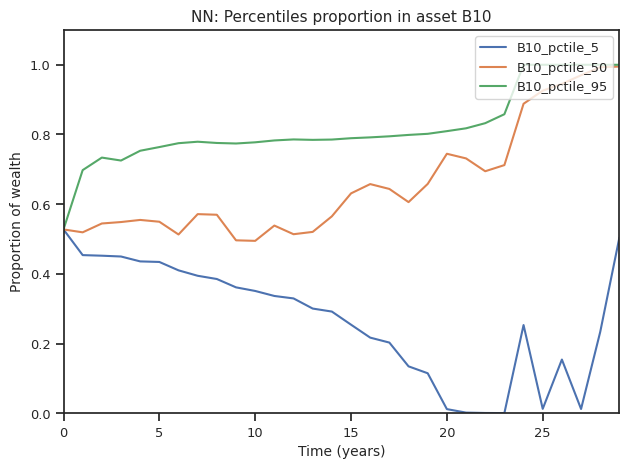 NN: Percentiles proportion in asset B10
B10_pctile_5
B10_pctile_50
B10_pctile_95
Proportion of wealth
1.0
0.8
0.6
0.4
0.2
0.0
0 5 10 15 20 25
Time (years)